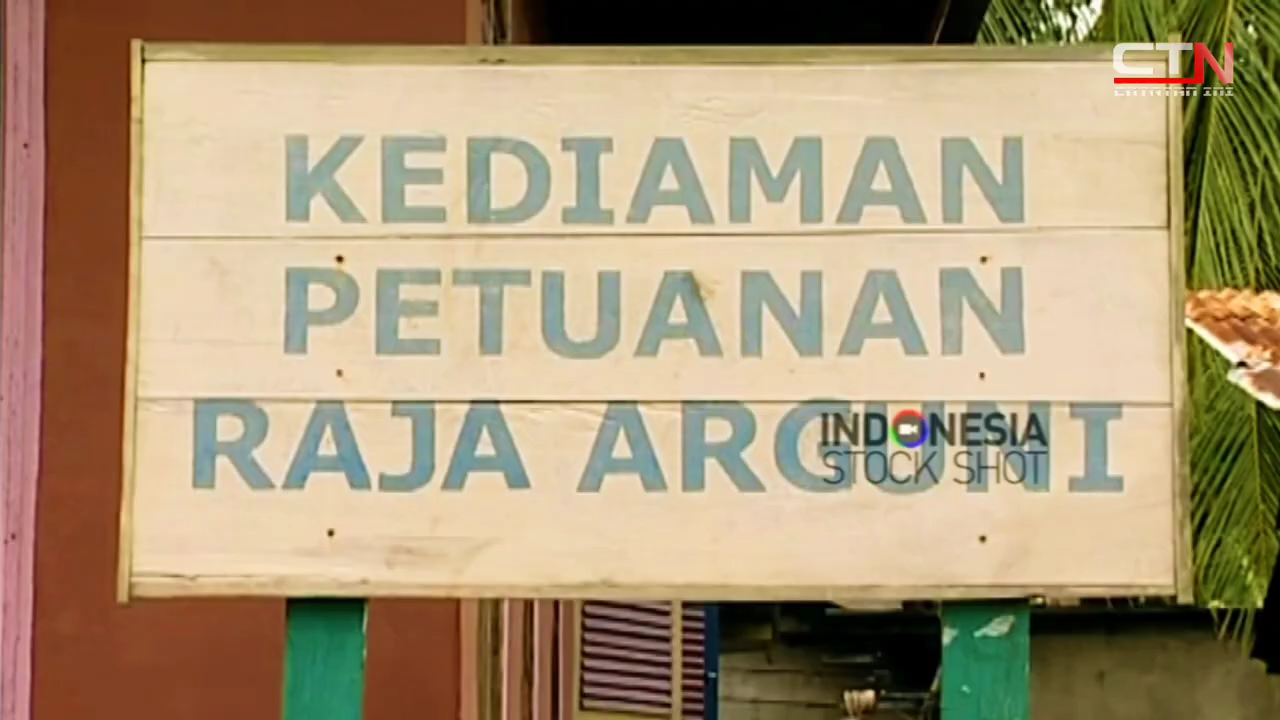 CTN
KEDIAMAN
PETUANAN
RAJA ARGUNI
INDONESIA
STOCK SHOT